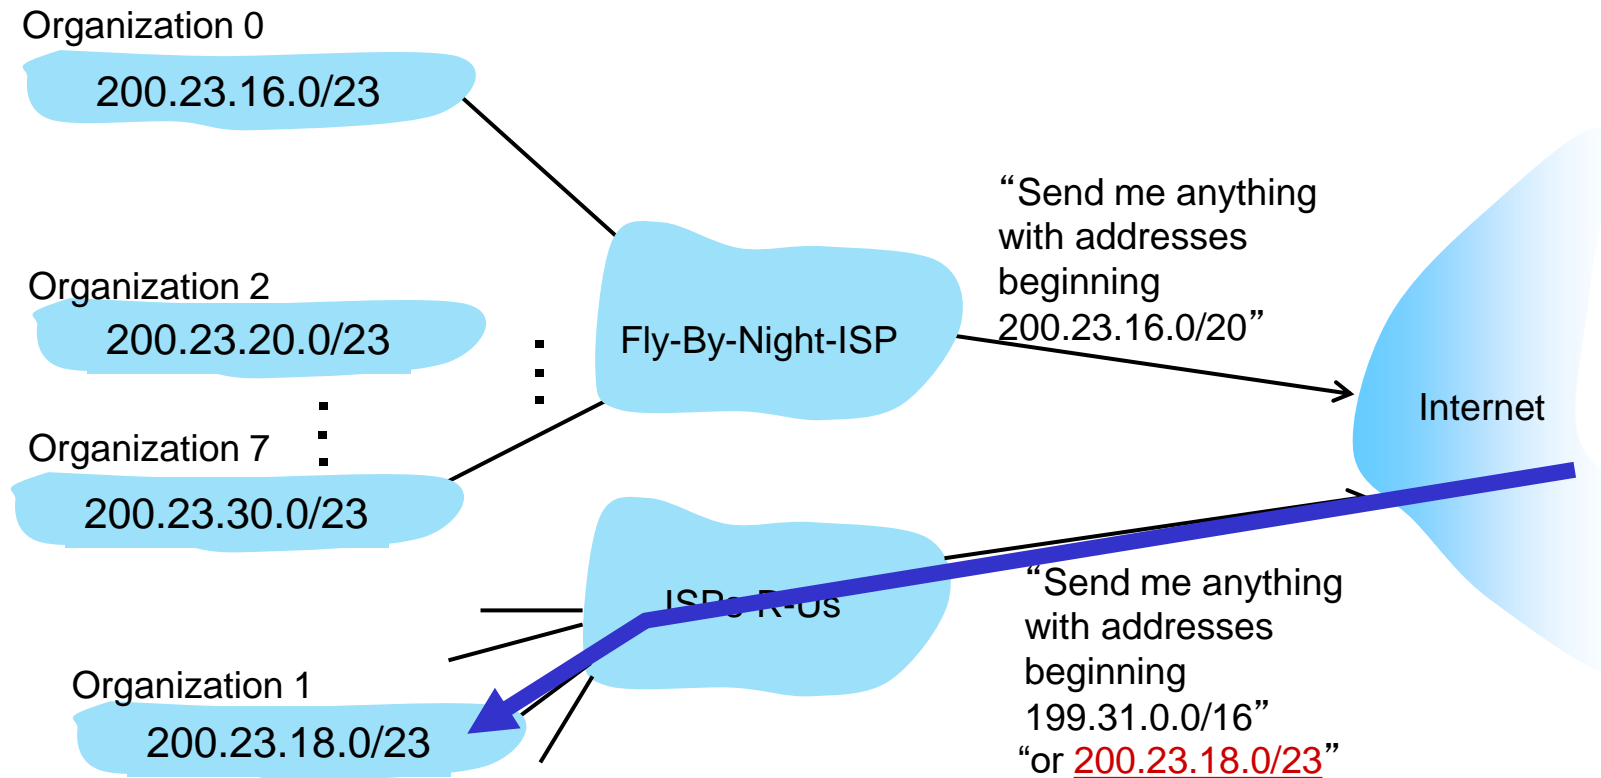 Organization 0
200.23.16.0/23
Organization 2
200.23.20.0/23
Organization 7
200.23.30.0/23
Fly-By-Night-ISP
“Send me anything
with addresses
beginning
200.23.16.0/20”
Internet
ISPs-R-Us
Organization 1
200.23.18.0/23
“Send me anything
with addresses
beginning
199.31.0.0/16”
“or 200.23.18.0/23”